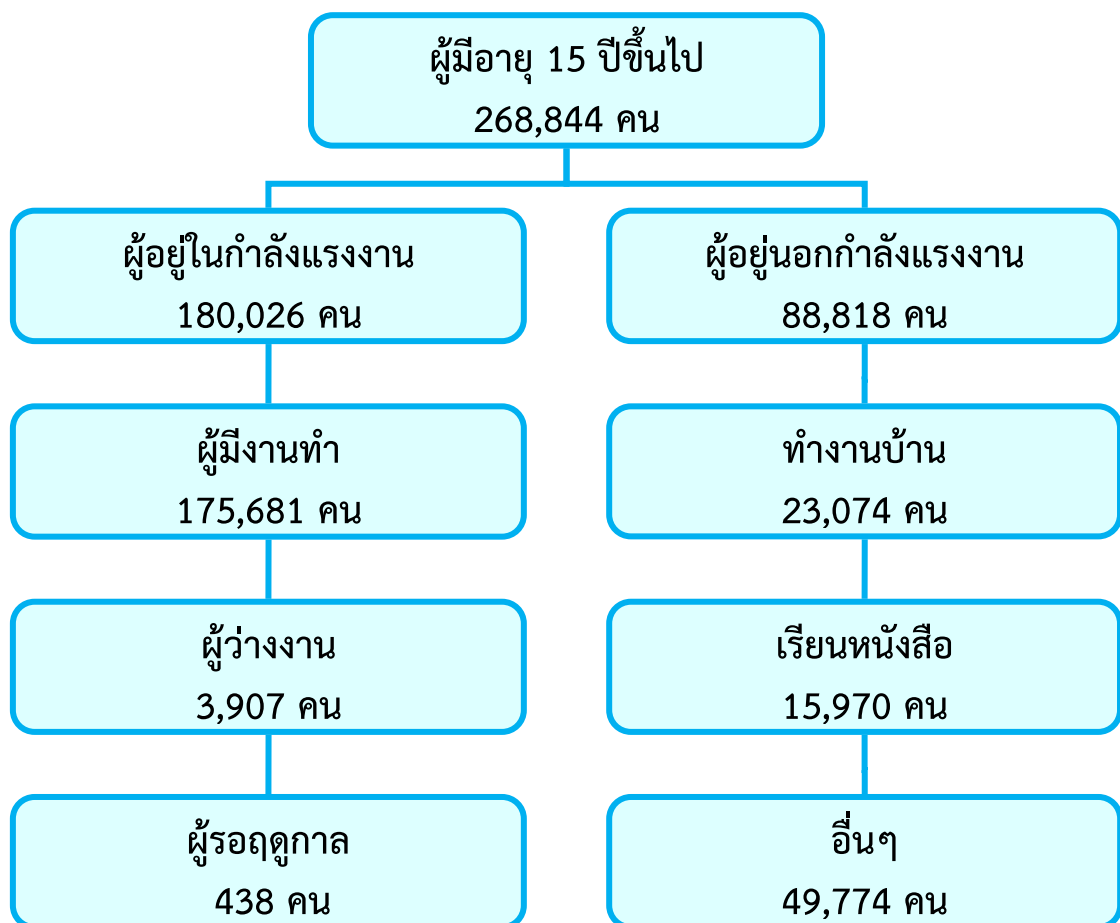 ผู้มีอายุ 15 ปีขึ้นไป
268,844 คน
ผู้อยู่ในกำลังแรงงาน
180,026 คน
ผู้อยู่นอกกำลังแรงงาน
88,818 คน
ผู้มีงานทำ
175,681 คน
ทำงานบ้าน
23,074 คน
ผู้ว่างงาน
3,907 คน
เรียนหนังสือ
15,970 คน
ผู้รอฤดูกาล
438 คน
อื่นๆ
49,774 คน